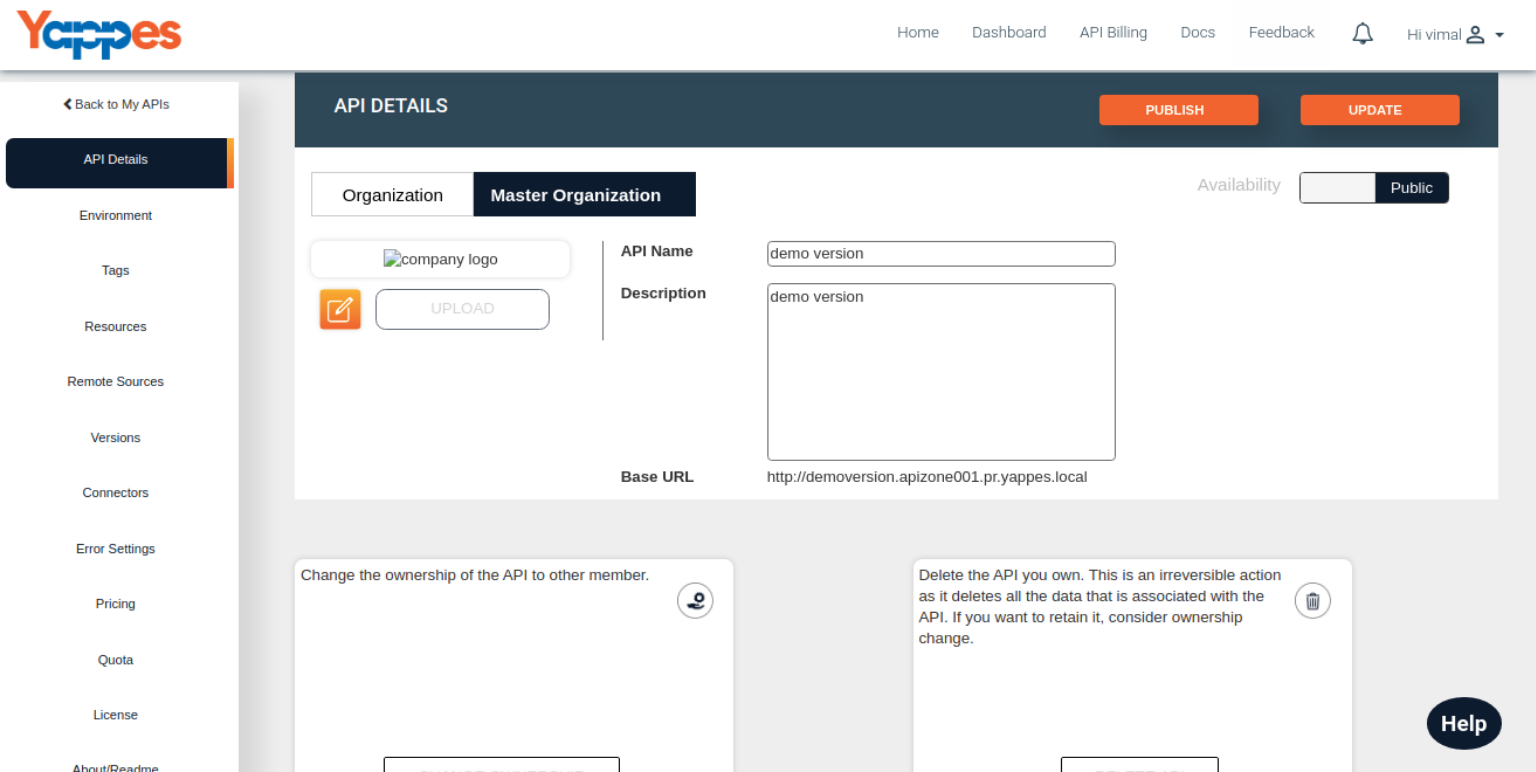 Yappes
Home Dashboard API Billing Docs Feedback Hi vimal
Back to My APIs
API Details
Environment
Tags
Resources
Remote Sources
Versions
Connectors
Error Settings
Pricing
Quota
License
About/Readme
API DETAILS
PUBLISH UPDATE
Organization Master Organization
Availability Public
company logo
UPLOAD
API Name demo version
Description demo version
Base URL http://demoversion.apizone001.pr.yappes.local
Change the ownership of the API to other member.
Delete the API you own. This is an irreversible action
as it deletes all the data that is associated with the
API. If you want to retain it, consider ownership
change.
Help